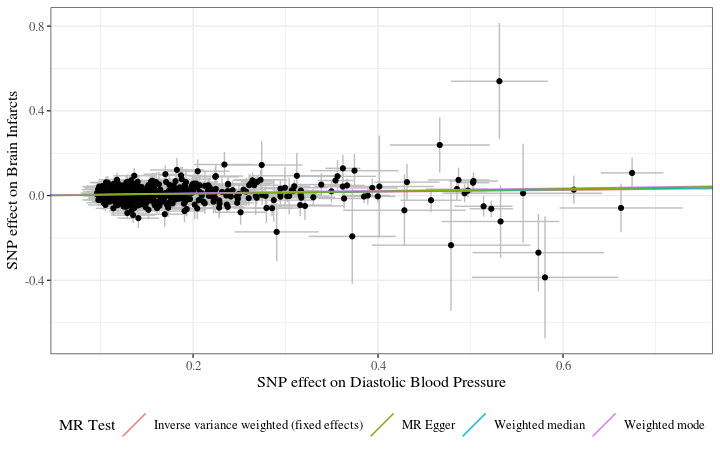 0.8
0.4
0.0
-0.4
SNP effect on Brain Infarcts
0.2
0.4
0.6
SNP effect on Diastolic Blood Pressure
MR Test
Inverse variance weighted (fixed effects)
MR Egger
Weighted median
Weighted mode